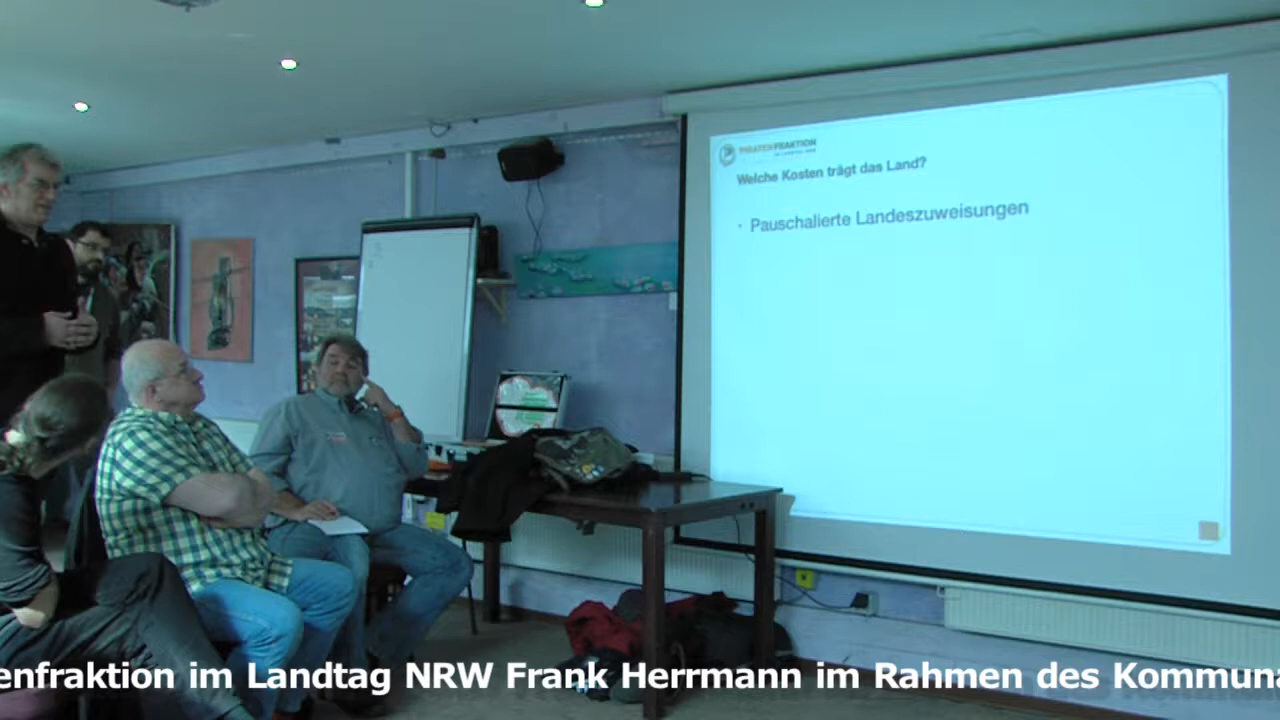 PIRATENFRAKTION
Welche Kosten trägt das Land?
· Pauschalierte Landeszuweisungen
enfraktion im Landtag NRW Frank Herrmann im Rahmen des Kommuna